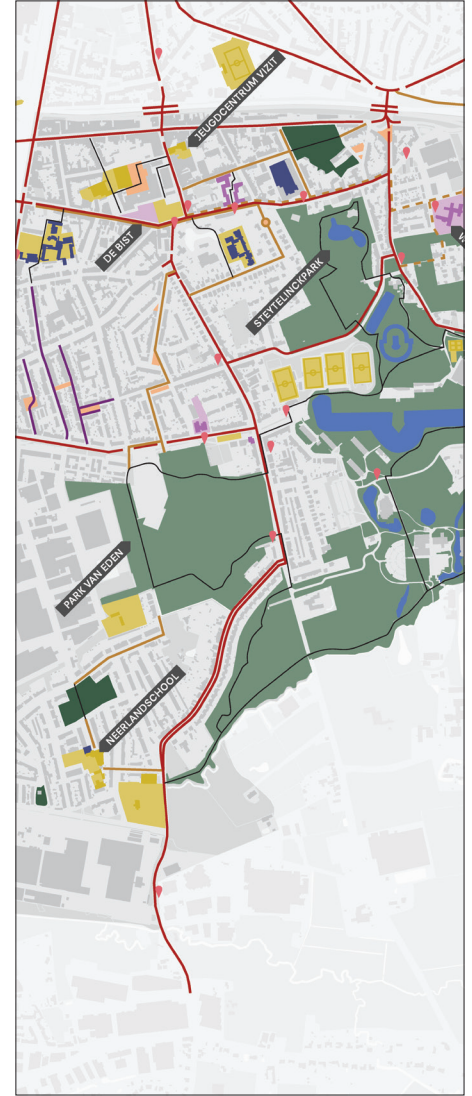 JEUGDCENTRUM VIZIT
DE BIST
STEYTELINCKPARK
PARK VAN EDEN
NEERLANDSCHOOL